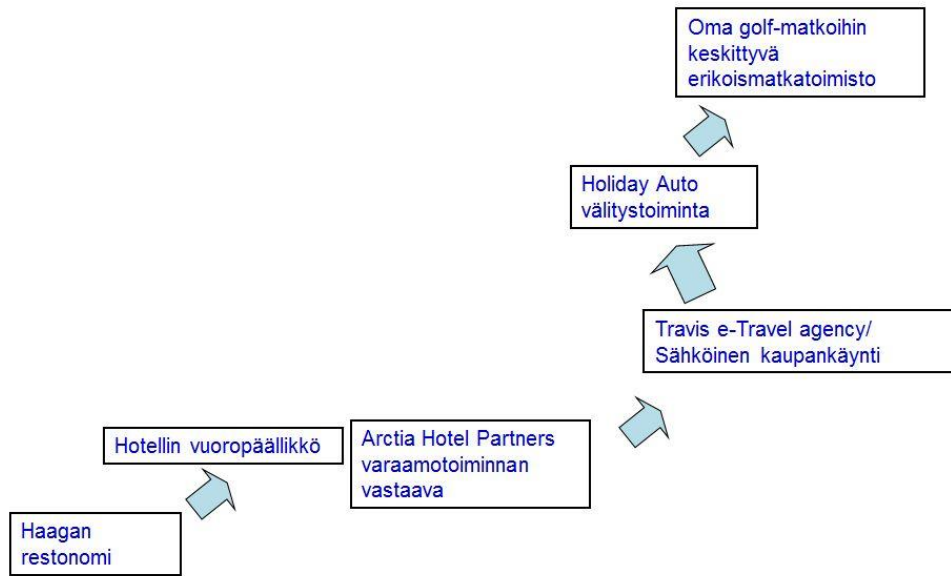 Oma golf-matkoihin
keskittyvä
erikoismatkatoimisto
Holiday Auto
välitystoiminta
Travis e-Travel agency/
Sähköinen kaupankäynti
Hotellin vuoropäällikkö
Arctia Hotel Partners
varaamotoiminnan
vastaava
Haagan
restonomi